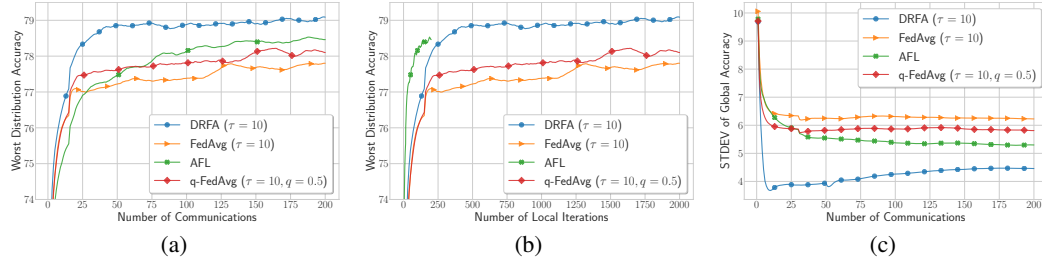 79
78
77
76
75
74
Worst Distribution Accuracy
DRFA (τ = 10)
FedAvg (τ = 10)
AFL
q-FedAvg (τ = 10, q = 0.5)
0 25 50 75 100 125 150 175 200
Number of Communications
(a)
79
78
77
76
75
74
Worst Distribution Accuracy
DRFA (τ = 10)
FedAvg (τ = 10)
AFL
q-FedAvg (τ = 10, q = 0.5)
0 250 500 750 1000 1250 1500 1750 2000
Number of Local Iterations
(b)
10
9
8
7
6
5
4
STDEV of Global Accuracy
DRFA (τ = 10)
FedAvg (τ = 10)
AFL
q-FedAvg (τ = 10, q = 0.5)
0 25 50 75 100 125 150 175 200
Number of Communications
(c)